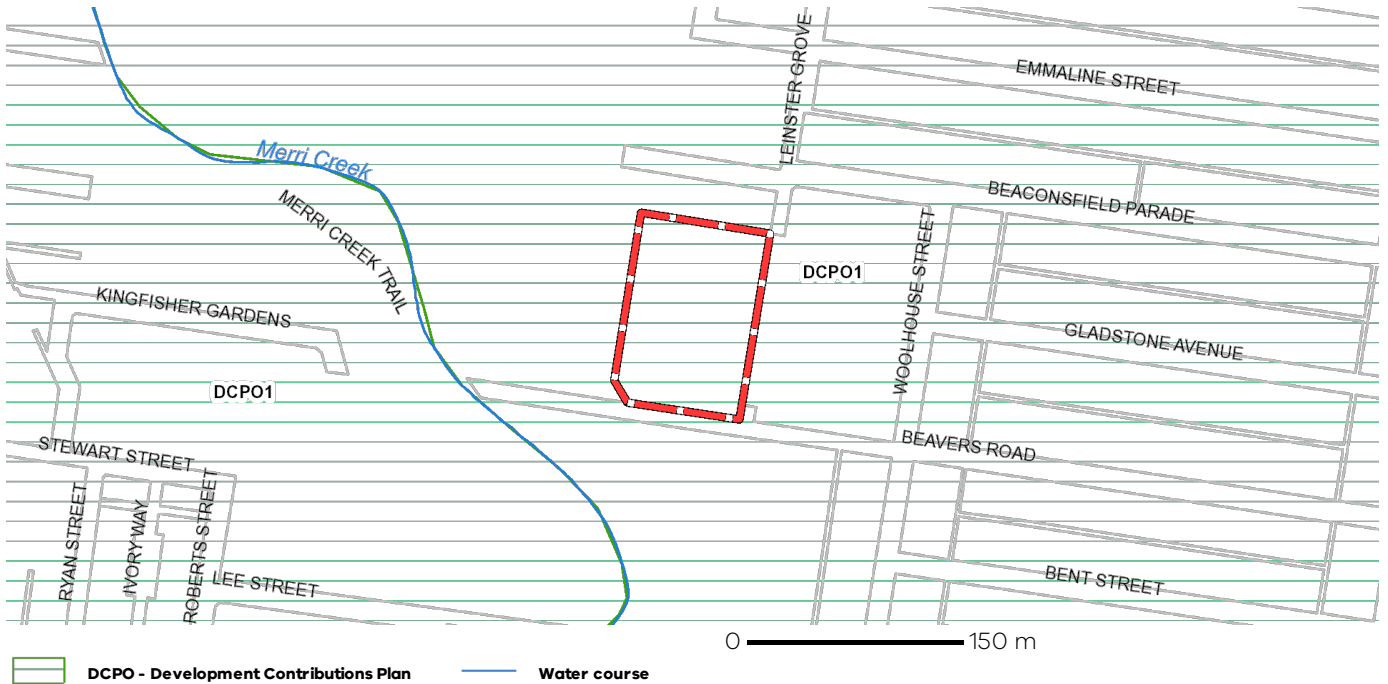 LEINSTER GROVE
EMMALINE STREET
Merri Creek
BEACONSFIELD PARADE
MERRI CREEK TRAIL
WOOLHOUSE STREET
DCPO1
KINGFISHER GARDENS
GLADSTONE AVENUE
DCPO1
BEAVERS ROAD
STEWART STREET
RYAN STREET
IVORY WAY
ROBERTS STREET
LEE STREET
BENT STREET
0 150 m
DCPO - Development Contributions Plan
Water course